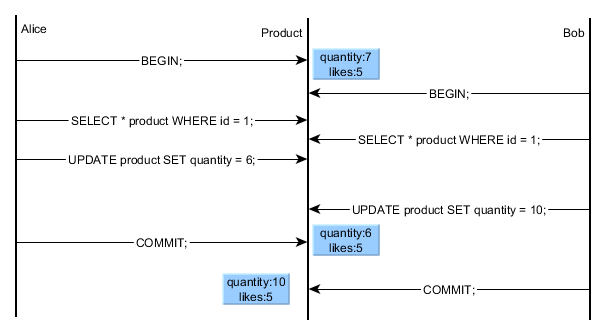 Alice
Product
Bob
BEGIN;
quantity:7
likes:5
BEGIN;
SELECT * product WHERE id = 1;
SELECT * product WHERE id = 1;
UPDATE product SET quantity = 6;
UPDATE product SET quantity = 10;
COMMIT;
quantity:6
likes:5
quantity:10
likes:5
COMMIT;